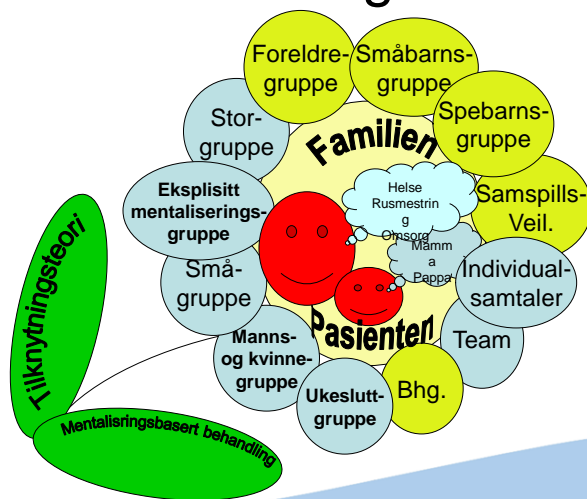 Foreldre-
gruppe
Småbarns-
gruppe
Spebarns-
gruppe
Samspills-
Veil.
Individual-
samtaler
Team
Bhg.
Ukeslutt-
gruppe
Manns-
og kvinne-
gruppe
Små-
gruppe
Eksplisitt
mentaliserings-
gruppe
Stor-
gruppe
Familien
Helse
Rusmestrin
g
Omsorg
Mamm
a
Pappa
Pasienten
Tilknytningsteori
Mentalisringsbasert behandling